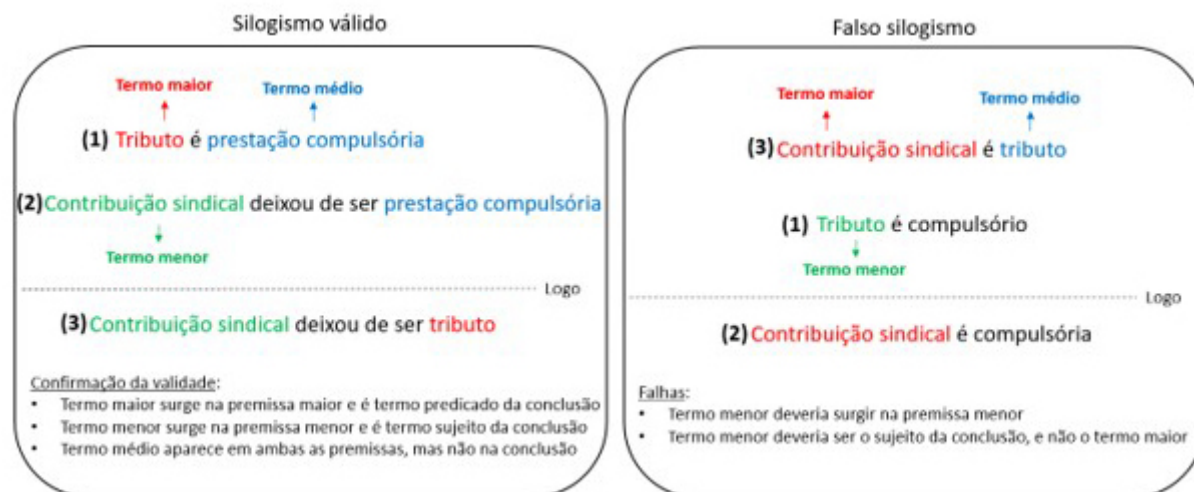 Silogismo válido
Termo maior
Termo médio
(1) Tributo é prestação compulsória
(2)Contribuição sindical deixou de ser prestação compulsória
Termo menor
Logo
(3) Contribuição sindical deixou de ser tributo
Confirmação da validade:
• Termo maior surge na premissa maior e é termo predicado da conclusão
• Termo menor surge na premissa menor e é termo sujeito da conclusão
• Termo médio aparece em ambas as premissas, mas não na conclusão
Falso silogismo
Termo maior
Termo médio
(3) Contribuição sindical é tributo
(1) Tributo é compulsório
Termo menor
Logo
(2) Contribuição sindical é compulsória
Falhas:
• Termo menor deveria surgir na premissa menor
• Termo menor deveria ser o sujeito da conclusão, e não o termo maior